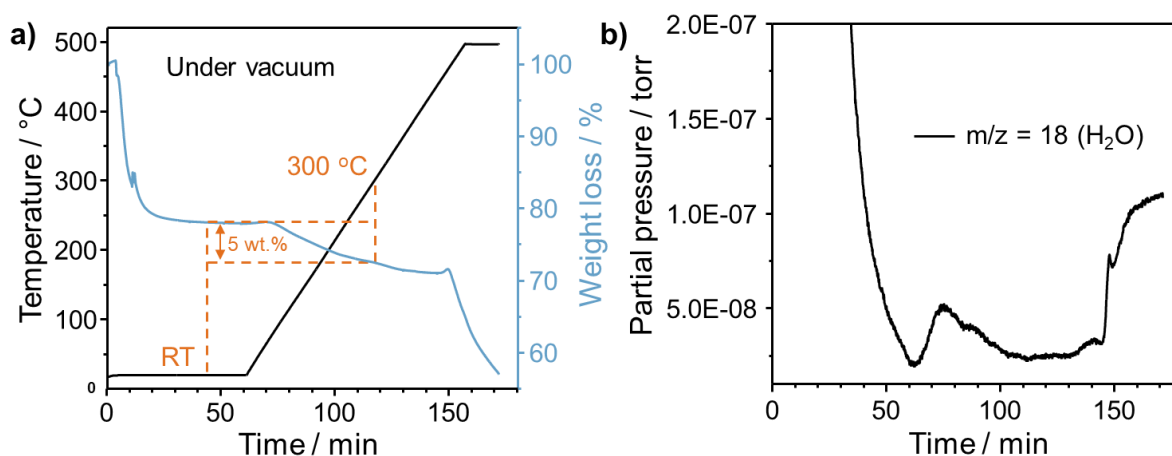 a)
Under vacuum
Temperature / °C
500
400
300
200
100
0
300 °C
5 wt.%
RT
100
90
80
70
60
Weight loss / %
0
50
100
150
Time / min
b)
Partial pressure / torr
2.0E-07
1.5E-07
1.0E-07
5.0E-08
m/z = 18 (H₂O)
0
50
100
150
Time / min